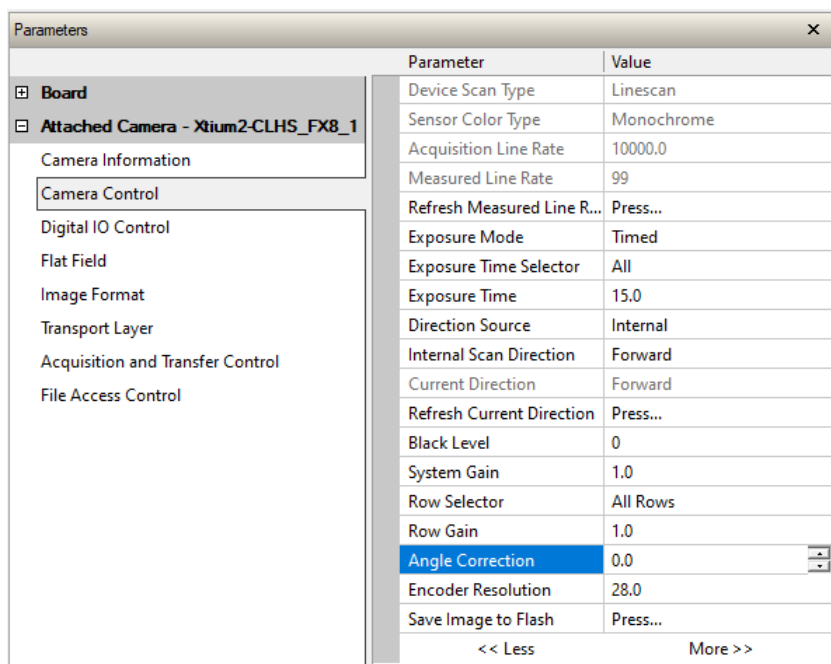 Parameters
Parameter Value
Board
Attached Camera - Xtium2-CLHS_FX8_1
Camera Information
Camera Control
Digital IO Control
Flat Field
Image Format
Transport Layer
Acquisition and Transfer Control
File Access Control
Device Scan Type Linescan
Sensor Color Type Monochrome
Acquisition Line Rate 10000.0
Measured Line Rate 99
Refresh Measured Line R... Press...
Exposure Mode Timed
Exposure Time Selector All
Exposure Time 15.0
Direction Source Internal
Internal Scan Direction Forward
Current Direction Forward
Refresh Current Direction Press...
Black Level 0
System Gain 1.0
Row Selector All Rows
Row Gain 1.0
Angle Correction 0.0
Encoder Resolution 28.0
Save Image to Flash Press...
<< Less More >>